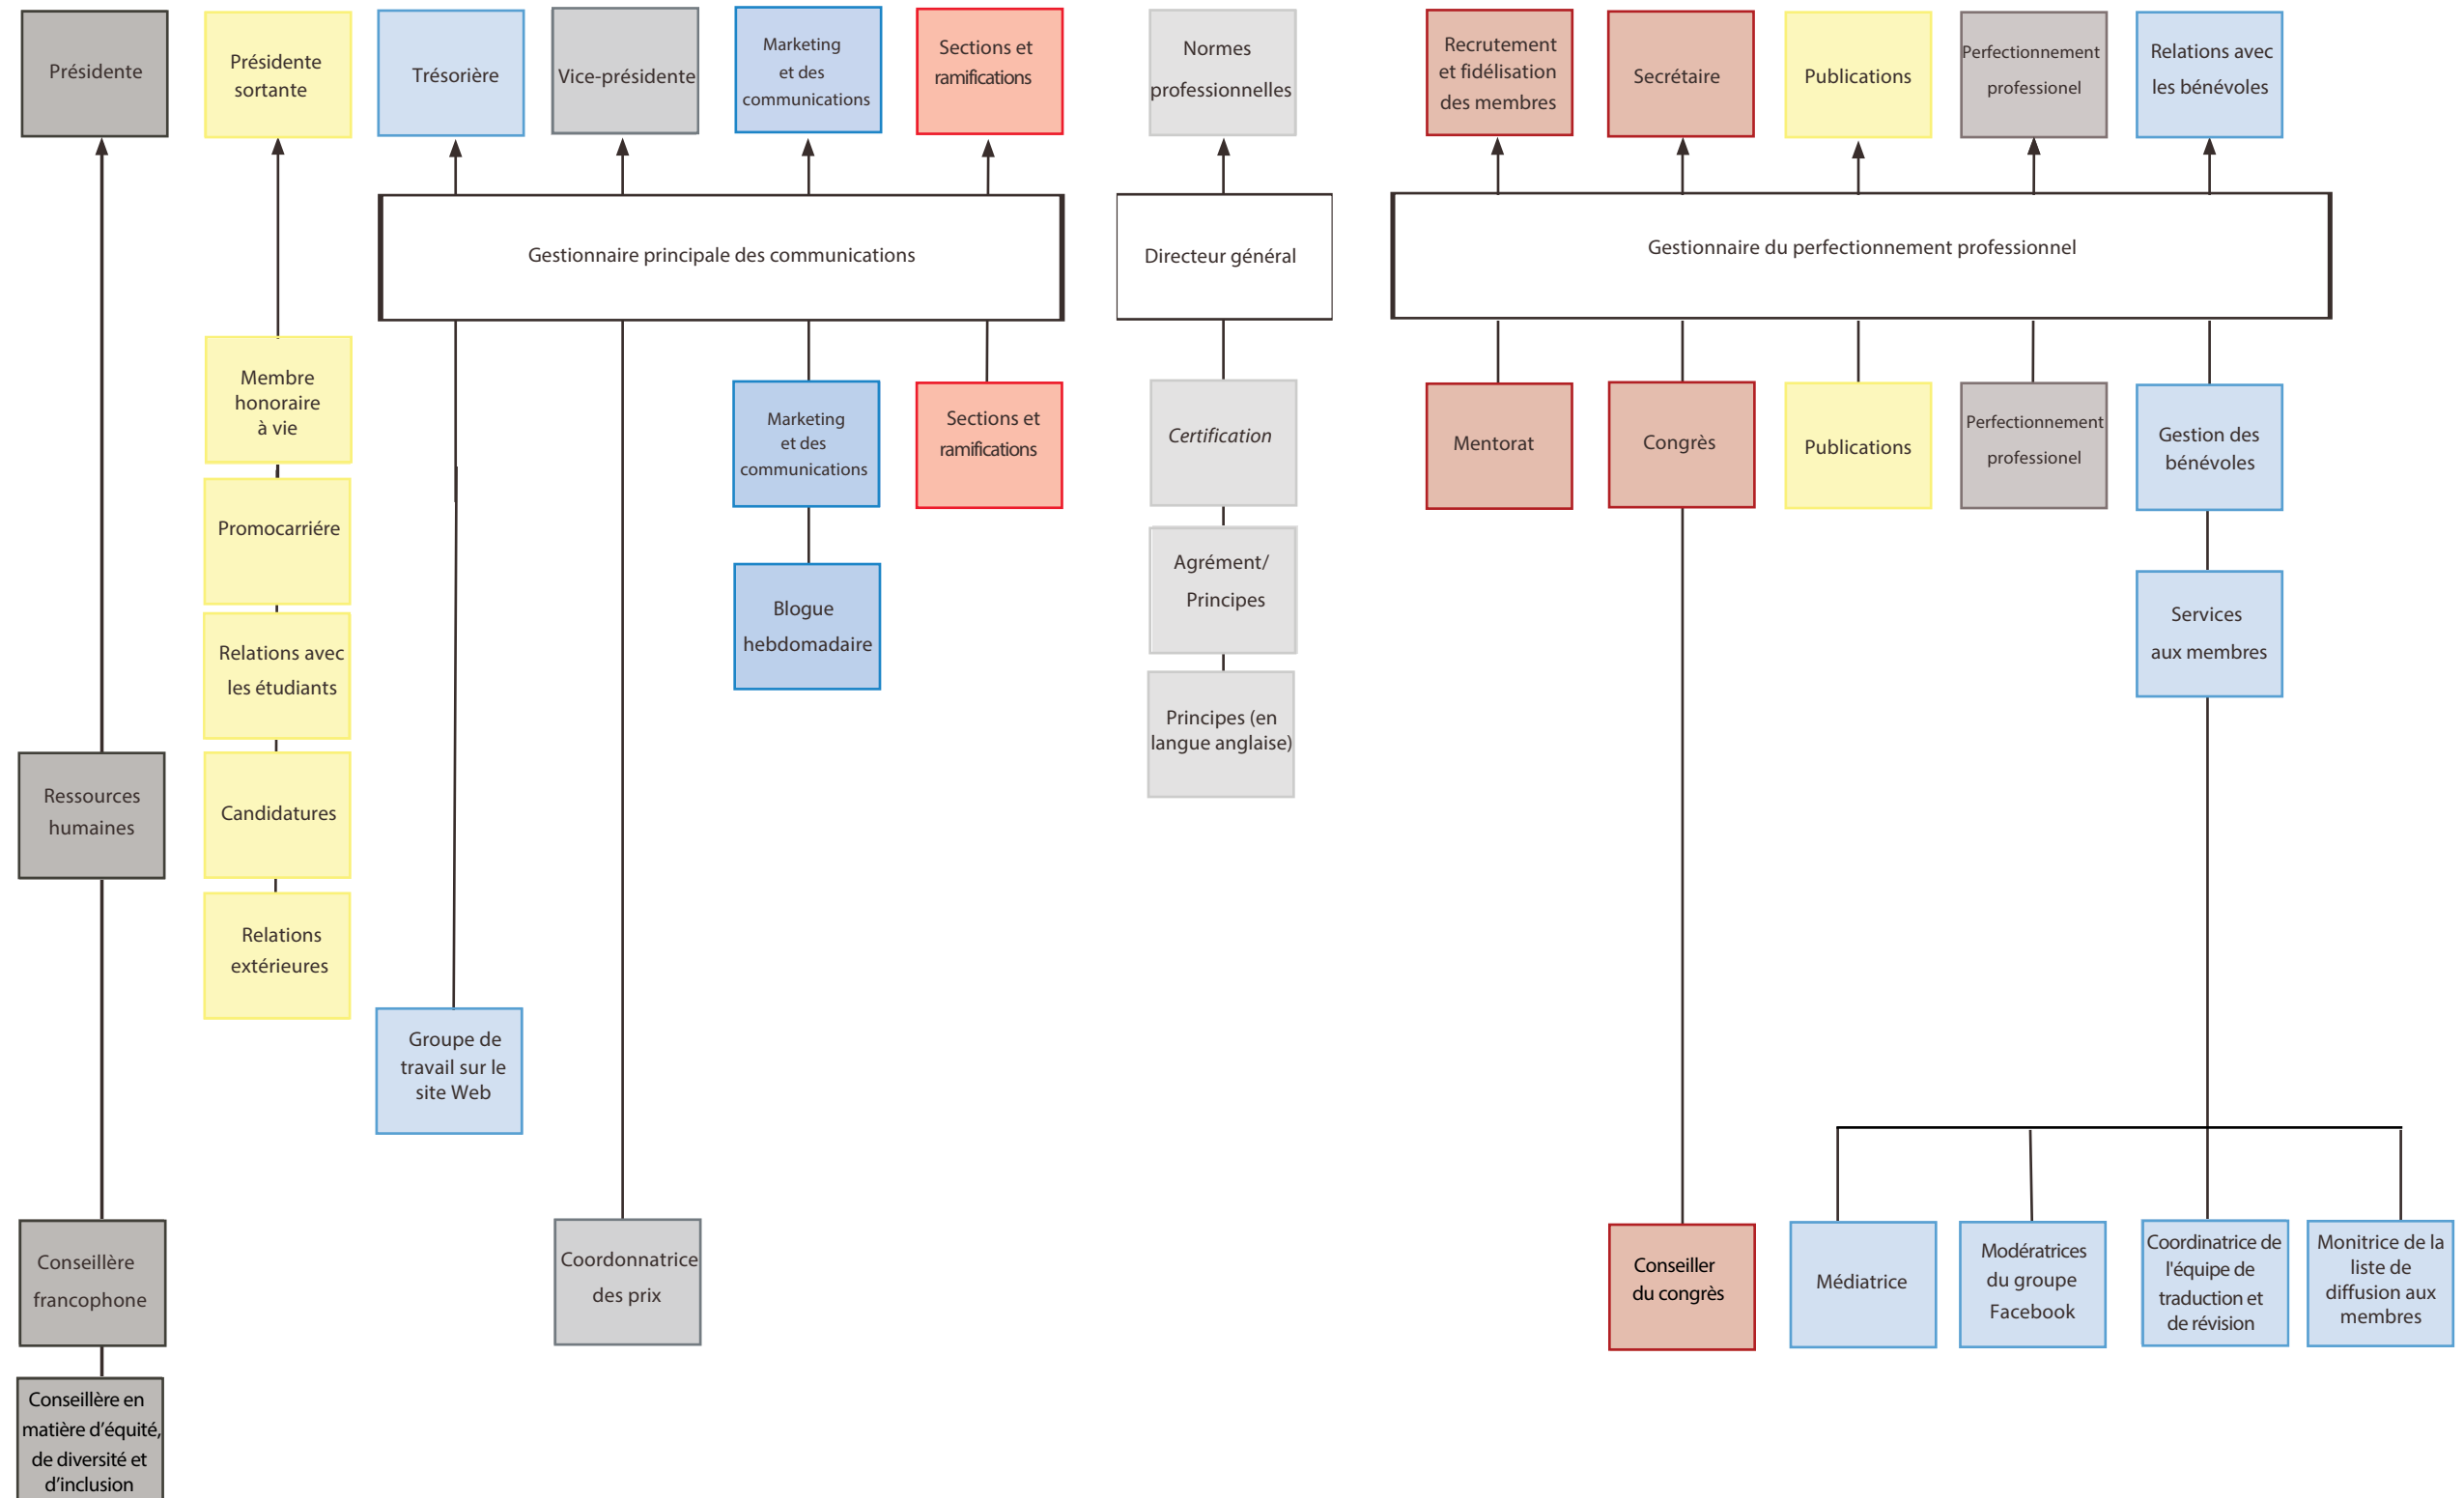 Présidente
Présidente
sortante
Trésorière
Vice-présidente
Marketing
et des
communications
Sections et
ramifications
Normes
professionnelles
Recrutement
et fidélisation
des membres
Secrétaire
Publications
Perfectionnement
professionel
Relations avec
les bénévoles
Gestionnaire principale des communications
Directeur général
Gestionnaire du perfectionnement professionnel
Membre
honoraire
à vie
Marketing
et des
communications
Sections et
ramifications
Certification
Mentorat
Congrès
Publications
Perfectionnement
professionel
Gestion des
bénévoles
Promocarriére
Agrément/
Principes
Blogue
hebdomadaire
Services
aux membres
Relations avec
les étudiants
Principes (en
langue anglaise)
Ressources
humaines
Candidatures
Relations
extérieures
Groupe de
travail sur le
site Web
Conseillère
francophone
Coordonnatrice
des prix
Conseiller
du congrès
Médiatrice
Modératrices
du groupe
Facebook
Coordinatrice de
l'équipe de
traduction et
de révision
Monitrice de la
liste de
diffusion aux
membres
Conseillère en
matière d’équité,
de diversité et
d’inclusion